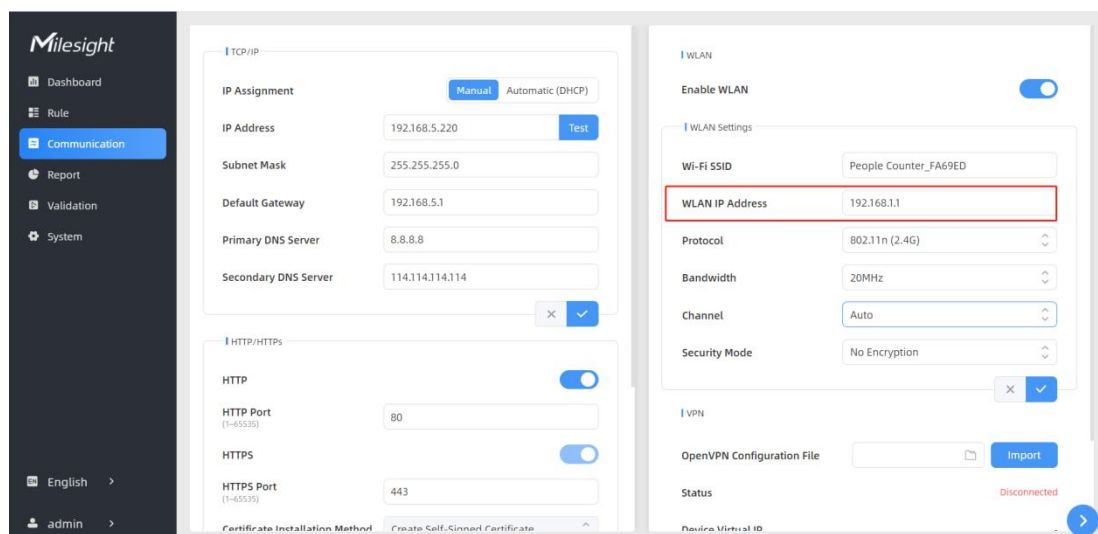 Milesight
Dashboard
Rule
Communication
Report
Validation
System
EN English >
admin >
TCP/IP
IP Assignment Manual Automatic (DHCP)
IP Address 192.168.5.220 Test
Subnet Mask 255.255.255.0
Default Gateway 192.168.5.1
Primary DNS Server 8.8.8.8
Secondary DNS Server 114.114.114.114
HTTP/HTTPs
HTTP
HTTP Port 80
(1~65535)
HTTPS
HTTPS Port 443
(1~65535)
Certificate Installation Method Create Self-Signed Certificate
WLAN
Enable WLAN
WLAN Settings
Wi-Fi SSID People Counter_FA69ED
WLAN IP Address 192.168.1.1
Protocol 802.11n (2.4G)
Bandwidth 20MHz
Channel Auto
Security Mode No Encryption
VPN
OpenVPN Configuration File Import
Status Disconnected
Device Virtual IP -